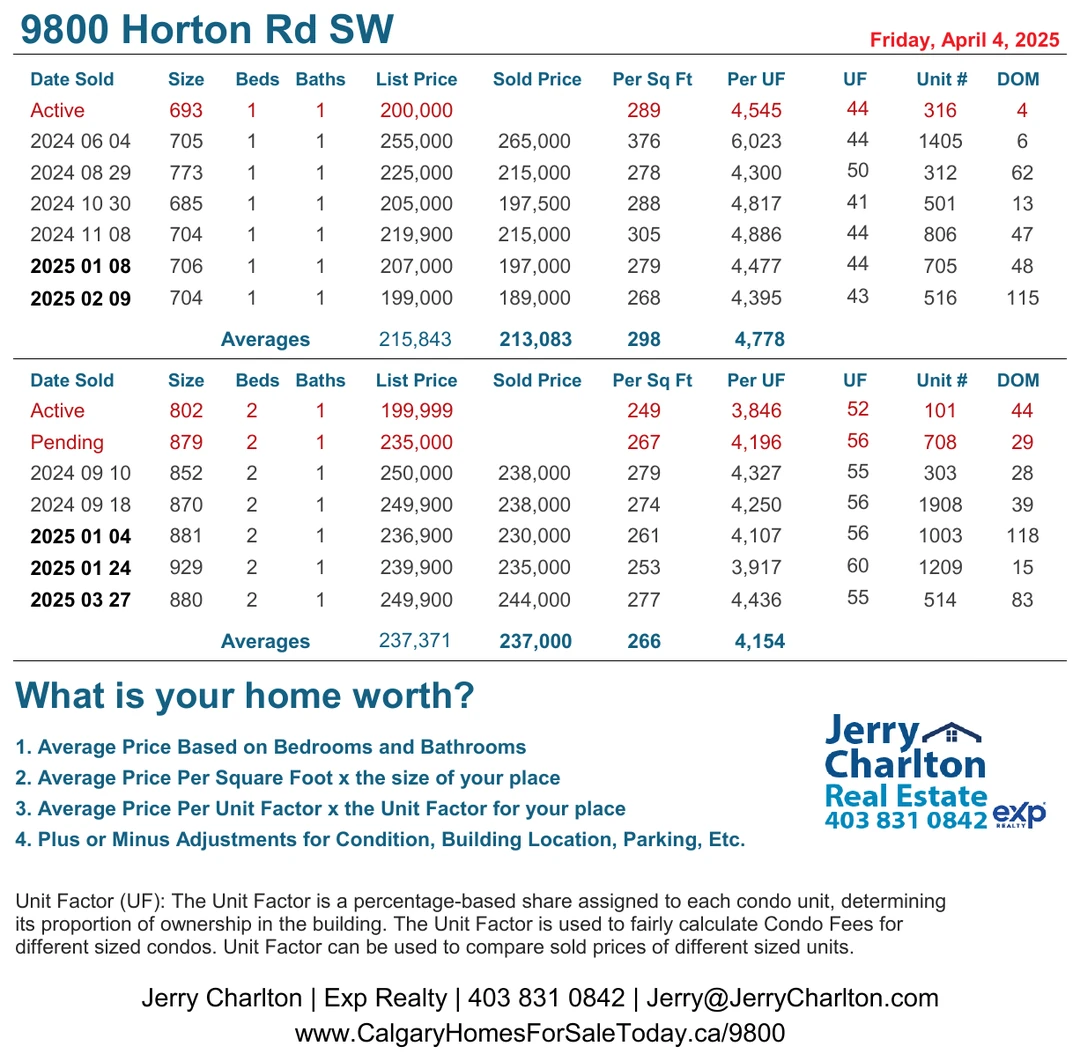 9800 Horton Rd SW
Friday, April 4, 2025
Date Sold Size Beds Baths List Price Sold Price Per Sq Ft Per UF UF Unit # DOM
Active 693 1 1 200,000 289 4,545 44 316 4
2024 06 04 705 1 1 255,000 265,000 376 6,023 44 1405 6
2024 08 29 773 1 1 225,000 215,000 278 4,300 50 312 62
2024 10 30 685 1 1 205,000 197,500 288 4,817 41 501 13
2024 11 08 704 1 1 219,900 215,000 305 4,886 44 806 47
2025 01 08 706 1 1 207,000 197,000 279 4,477 44 705 48
2025 02 09 704 1 1 199,000 189,000 268 4,395 43 516 115
Averages 215,843 213,083 298 4,778
Date Sold Size Beds Baths List Price Sold Price Per Sq Ft Per UF UF Unit # DOM
Active 802 2 1 199,999 249 3,846 52 101 44
Pending 879 2 1 235,000 267 4,196 56 708 29
2024 09 10 852 2 1 250,000 238,000 279 4,327 55 303 28
2024 09 18 870 2 1 249,900 238,000 274 4,250 56 1908 39
2025 01 04 881 2 1 236,900 230,000 261 4,107 56 1003 118
2025 01 24 929 2 1 239,900 235,000 253 3,917 60 1209 15
2025 03 27 880 2 1 249,900 244,000 277 4,436 55 514 83
Averages 237,371 237,000 266 4,154
What is your home worth?
1. Average Price Based on Bedrooms and Bathrooms
2. Average Price Per Square Foot x the size of your place
3. Average Price Per Unit Factor x the Unit Factor for your place
4. Plus or Minus Adjustments for Condition, Building Location, Parking, Etc.
Jerry
Charlton
Real Estate
403 831 0842
exp
REALTY
Unit Factor (UF): The Unit Factor is a percentage-based share assigned to each condo unit, determining
its proportion of ownership in the building. The Unit Factor is used to fairly calculate Condo Fees for
different sized condos. Unit Factor can be used to compare sold prices of different sized units.
Jerry Charlton | Exp Realty | 403 831 0842 | Jerry@JerryCharlton.com
www.CalgaryHomesForSaleToday.ca/9800